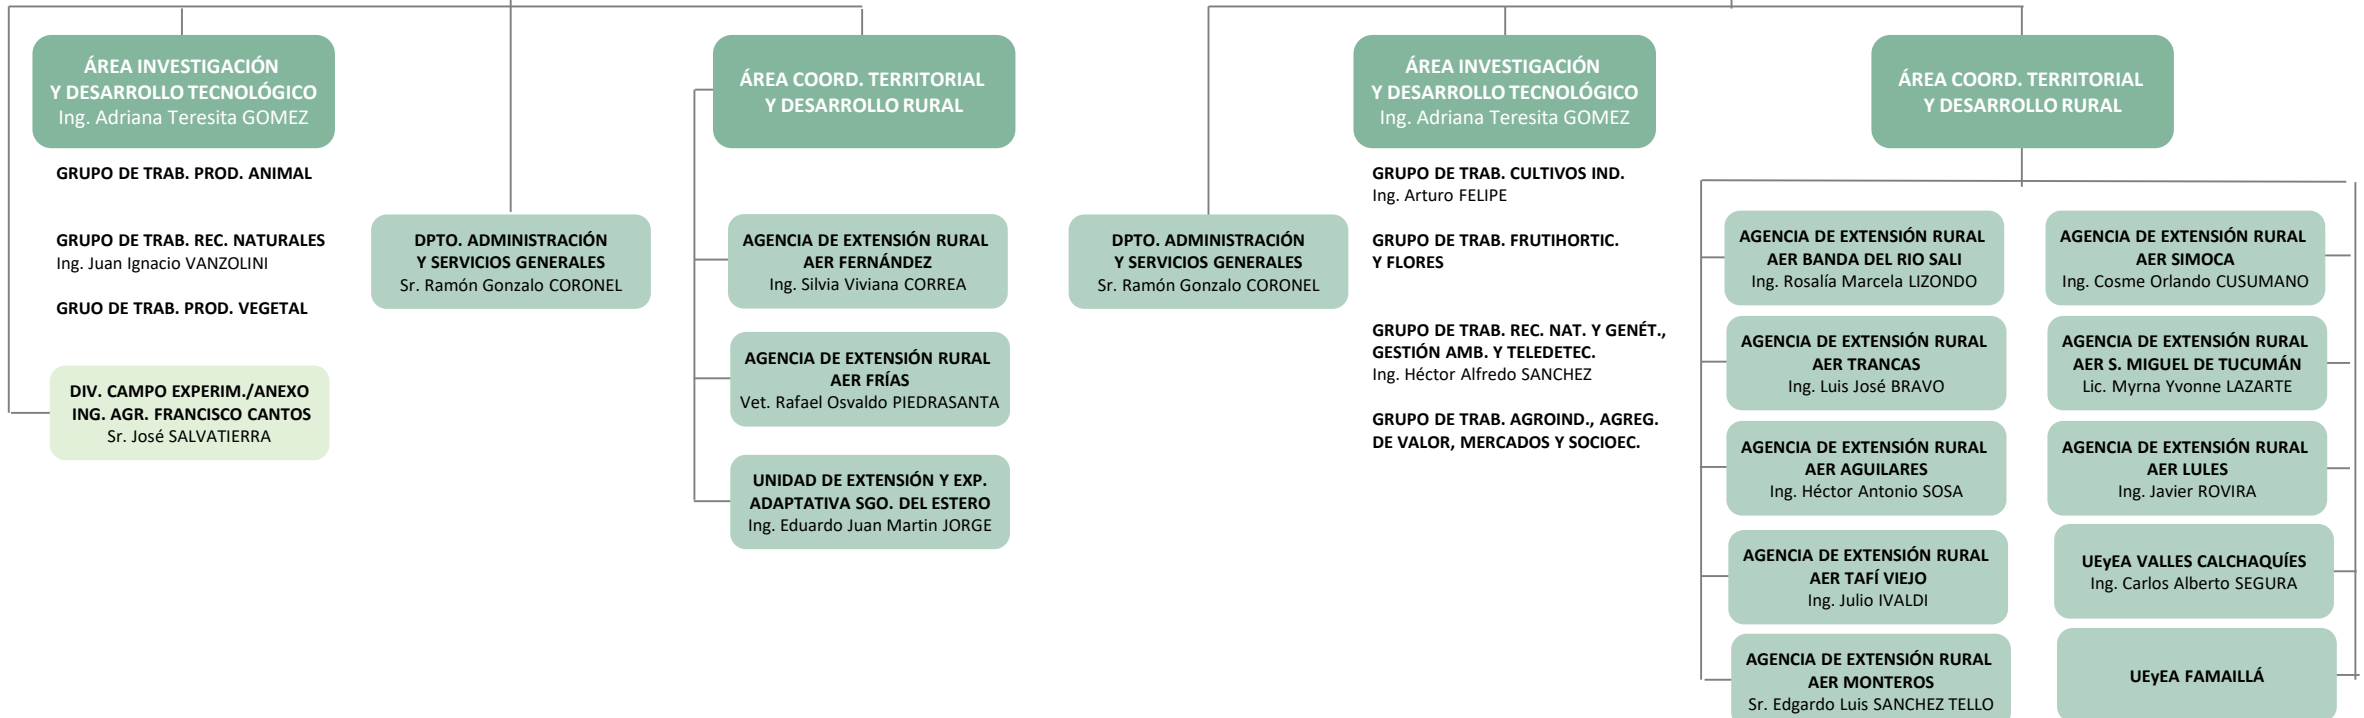 ÁREA INVESTIGACIÓN
Y DESARROLLO TECNOLÓGICO
Ing. Adriana Teresita GOMEZ
GRUPO DE TRAB. PROD. ANIMAL
GRUPO DE TRAB. REC. NATURALES
Ing. Juan Ignacio VANZOLINI
GRUO DE TRAB. PROD. VEGETAL
DIV. CAMPO EXPERIM./ANEXO
ING. AGR. FRANCISCO CANTOS
Sr. José SALVATIERRA
DPTO. ADMINISTRACIÓN
Y SERVICIOS GENERALES
Sr. Ramón Gonzalo CORONEL
ÁREA COORD. TERRITORIAL
Y DESARROLLO RURAL
AGENCIA DE EXTENSIÓN RURAL
AER FERNÁNDEZ
Ing. Silvia Viviana CORREA
AGENCIA DE EXTENSIÓN RURAL
AER FRÍAS
Vet. Rafael Osvaldo PIEDRASANTA
UNIDAD DE EXTENSIÓN Y EXP.
ADAPTATIVA SGO. DEL ESTERO
Ing. Eduardo Juan Martin JORGE
DPTO. ADMINISTRACIÓN
Y SERVICIOS GENERALES
Sr. Ramón Gonzalo CORONEL
ÁREA INVESTIGACIÓN
Y DESARROLLO TECNOLÓGICO
Ing. Adriana Teresita GOMEZ
GRUPO DE TRAB. CULTIVOS IND.
Ing. Arturo FELIPE
GRUPO DE TRAB. FRUTIHORTIC.
Y FLORES
GRUPO DE TRAB. REC. NAT. Y GENÉT.,
GESTIÓN AMB. Y TELEDETEC.
Ing. Héctor Alfredo SANCHEZ
GRUPO DE TRAB. AGROIND., AGREG.
DE VALOR, MERCADOS Y SOCIOEC.
ÁREA COORD. TERRITORIAL
Y DESARROLLO RURAL
AGENCIA DE EXTENSIÓN RURAL
AER BANDA DEL RIO SALI
Ing. Rosalía Marcela LIZONDO
AGENCIA DE EXTENSIÓN RURAL
AER TRANCAS
Ing. Luis José BRAVO
AGENCIA DE EXTENSIÓN RURAL
AER AGUILARES
Ing. Héctor Antonio SOSA
AGENCIA DE EXTENSIÓN RURAL
AER TAFÍ VIEJO
Ing. Julio IVALDI
AGENCIA DE EXTENSIÓN RURAL
AER MONTEROS
Sr. Edgardo Luis SANCHEZ TELLO
AGENCIA DE EXTENSIÓN RURAL
AER SIMOCA
Ing. Cosme Orlando CUSUMANO
AGENCIA DE EXTENSIÓN RURAL
AER S. MIGUEL DE TUCUMÁN
Lic. Myrna Yvonne LAZARTE
AGENCIA DE EXTENSIÓN RURAL
AER LULES
Ing. Javier ROVIRA
UEyEA VALLES CALCHAQUÍES
Ing. Carlos Alberto SEGURA
UEyEA FAMAILLÁ